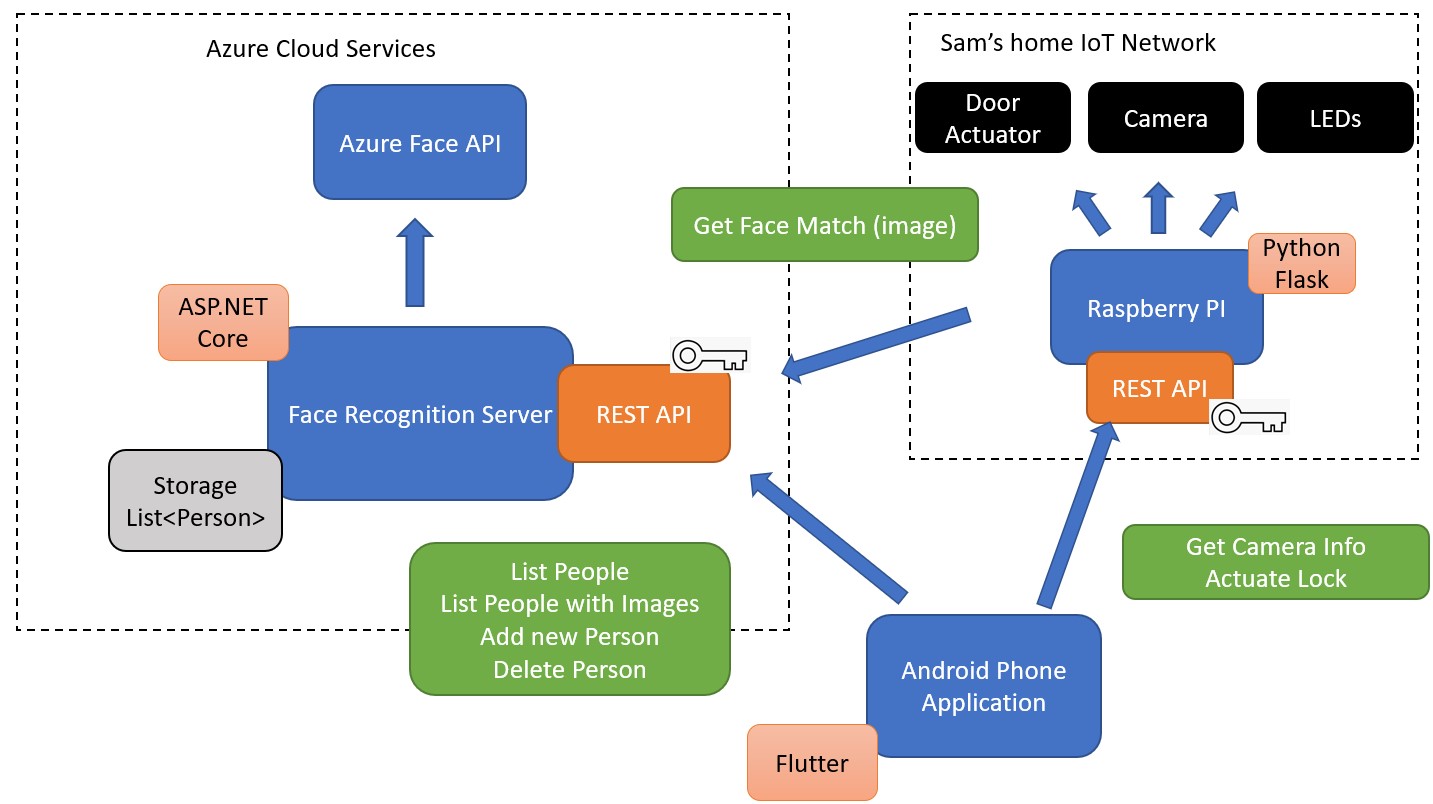 Azure Cloud Services
Azure Face API
ASP.NET
Core
Face Recognition Server
REST API
Storage
List<Person>
List People
List People with Images
Add new Person
Delete Person
Get Face Match (image)
Sam’s home IoT Network
Door
Actuator
Camera
LEDs
Raspberry PI
Python
Flask
REST API
Get Camera Info
Actuate Lock
Android Phone
Application
Flutter